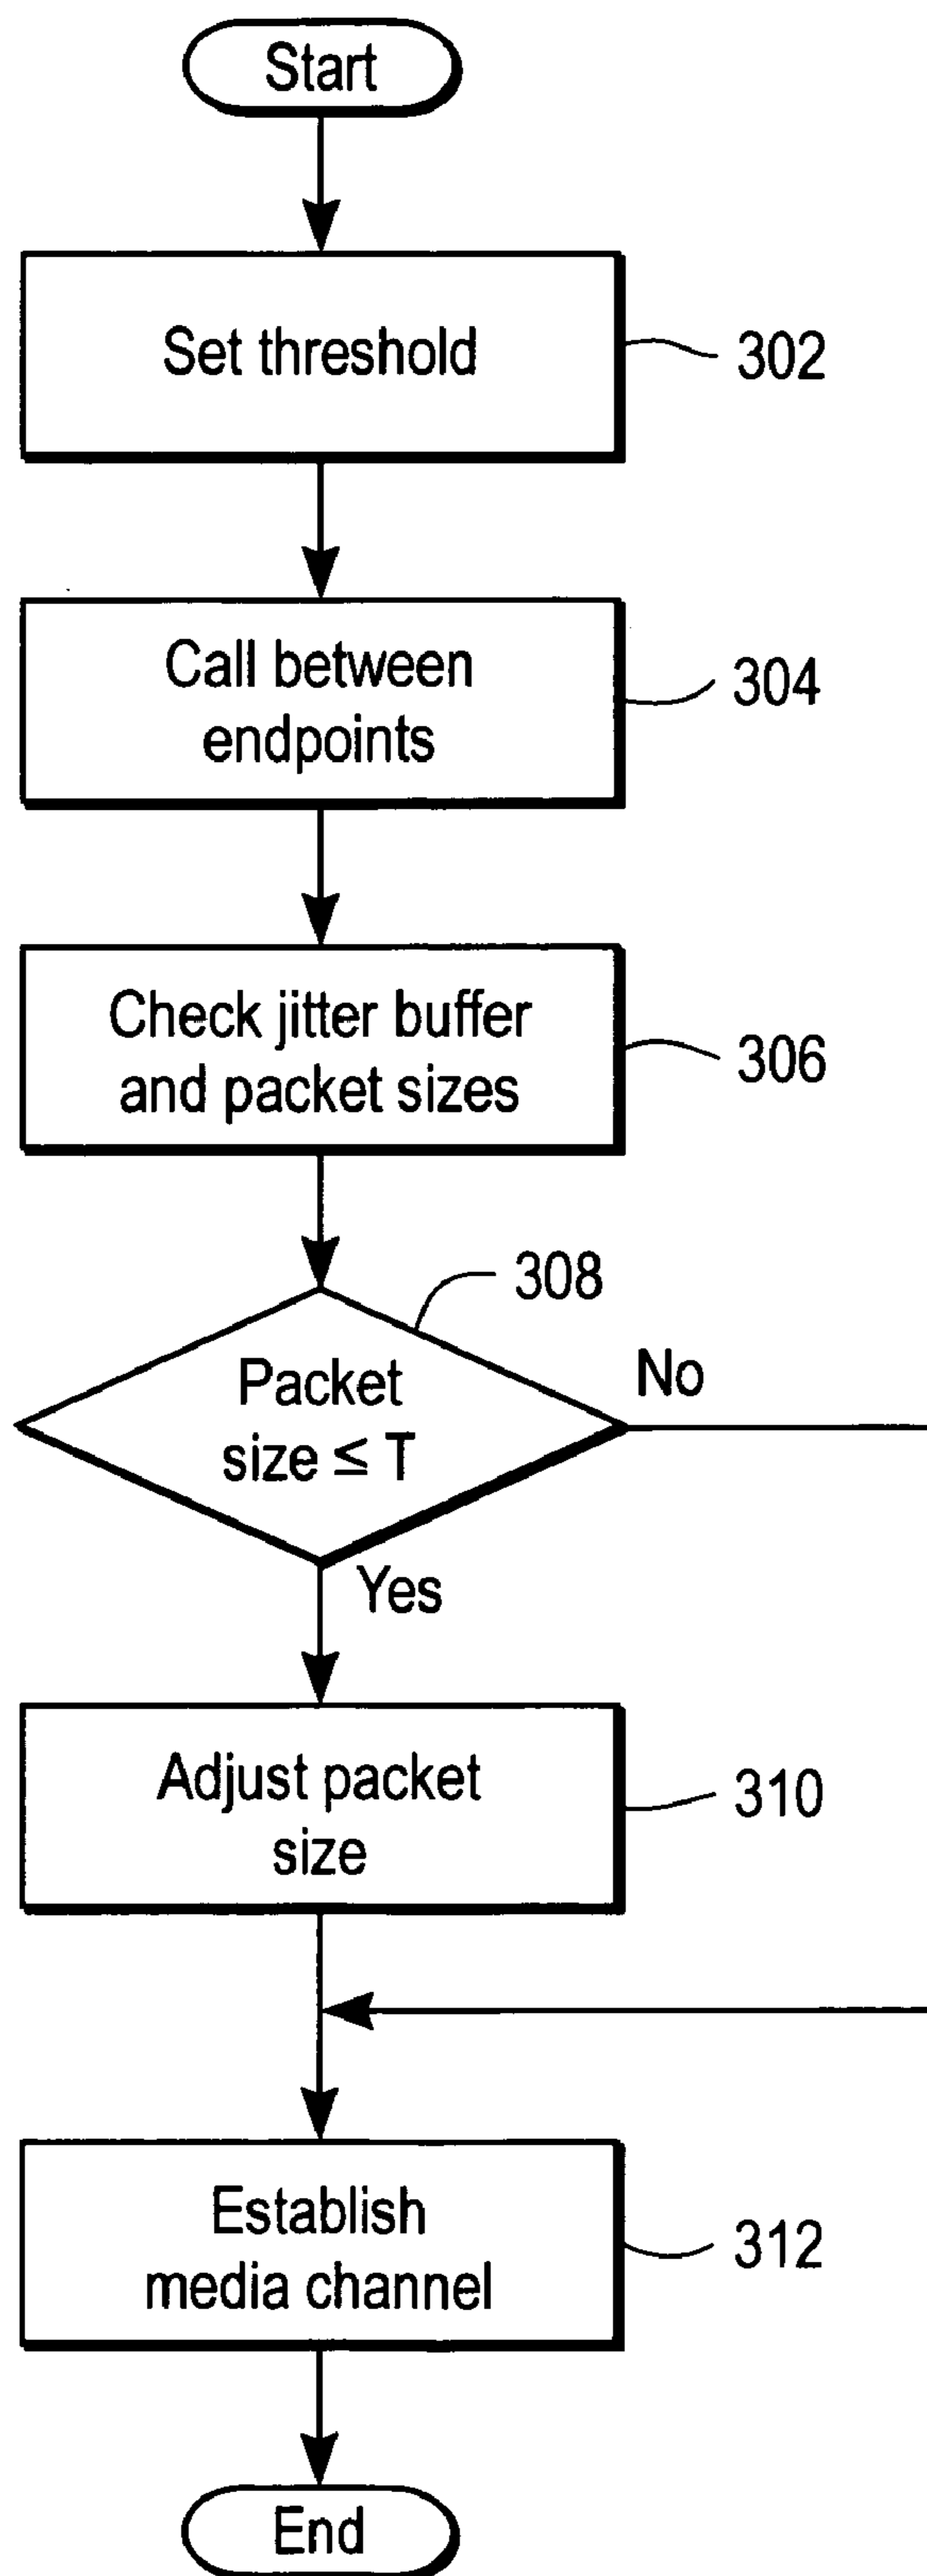 Start
Set threshold
302
Call between
endpoints
304
Check jitter buffer
and packet sizes
306
308
Packet
size ≤ T
No
Yes
Adjust packet
size
310
Establish
media channel
312
End